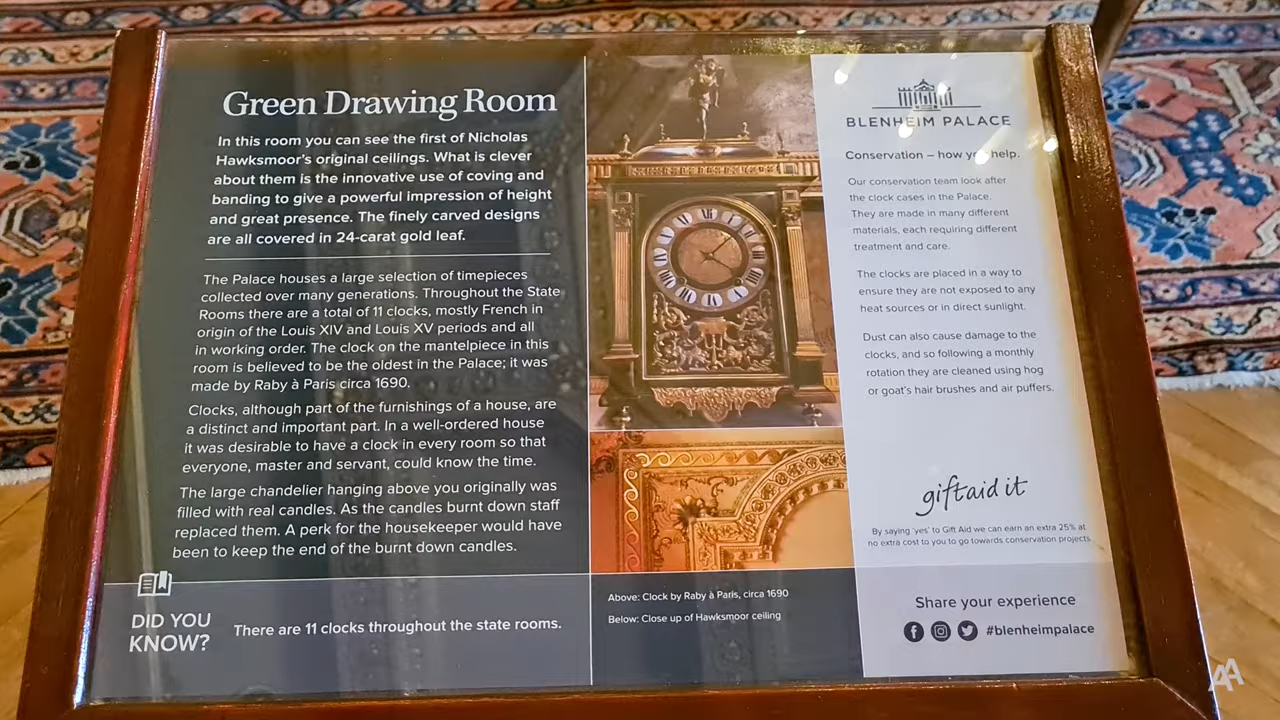 Green Drawing Room
In this room you can see the first of Nicholas
Hawksmoor's original ceilings. What is clever
about them is the innovative use of coving and
banding to give a powerful impression of height
and great presence. The finely carved designs
are all covered in 24-carat gold leaf.
The Palace houses a large selection of timepieces
collected over many generations. Throughout the State
Rooms there are a total of 11 clocks, mostly French in
origin of the Louis XIV and Louis XV periods and all
in working order. The clock on the mantelpiece in this
room is believed to be the oldest in the Palace; it was
made by Raby à Paris circa 1690.
Clocks, although part of the furnishings of a house, are
a distinct and important part. In a well-ordered house
it was desirable to have a clock in every room so that
everyone, master and servant, could know the time.
The large chandelier hanging above you originally was
filled with real candles. As the candles burnt down staff
replaced them. A perk for the housekeeper would have
been to keep the end of the burnt down candles.
DID YOU
KNOW?
There are 11 clocks throughout the state rooms.
Above: Clock by Raby à Paris, circa 1690
Below: Close up of Hawksmoor ceiling
BLENHEIM PALACE
Conservation – how you help.
Our conservation team look after
the clock cases in the Palace.
They are made in many different
materials, each requiring different
treatment and care.
The clocks are placed in a way to
ensure they are not exposed to any
heat sources or in direct sunlight.
Dust can also cause damage to the
clocks, and so following a monthly
rotation they are cleaned using hog
or goat's hair brushes and air puffers.
giftaid it
By saying 'yes' to Gift Aid we can earn an extra 25% at
no extra cost to you to go towards conservation projects
Share your experience
#blenheimpalace
AA